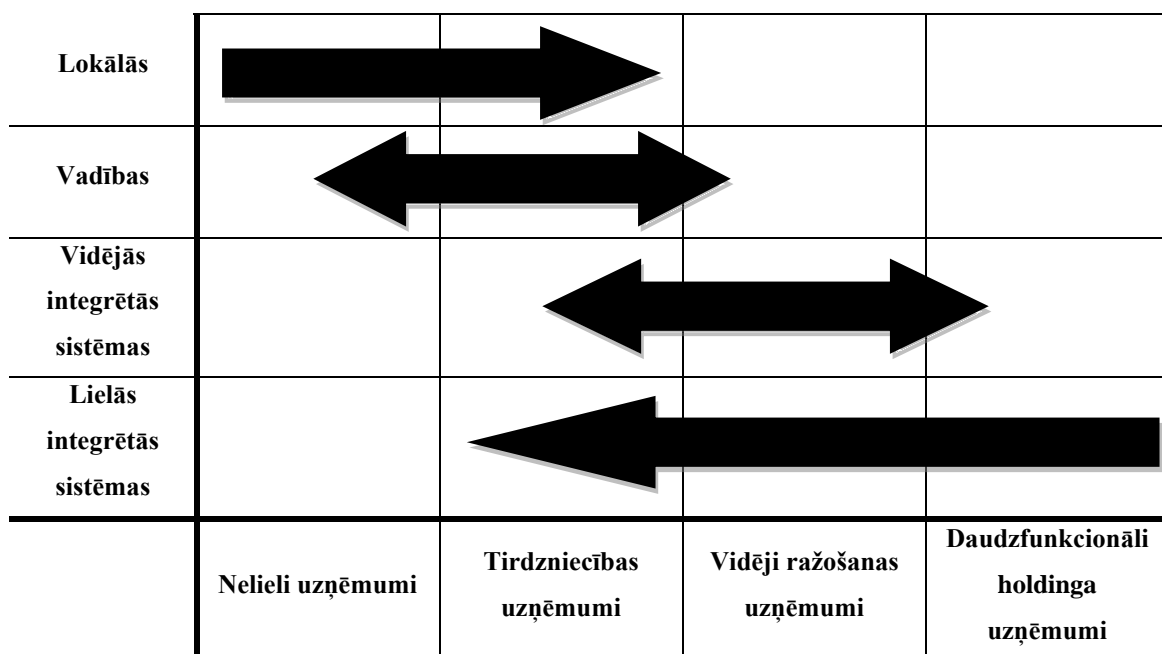 Lokālās
Vadības
Vidējās
integrētās
sistēmas
Lielās
integrētās
sistēmas
Nelieli uzņēmumi
Tirdzniecības
uzņēmumi
Vidēji ražošanas
uzņēmumi
Daudzfunkcionāli
holdinga
uzņēmumi